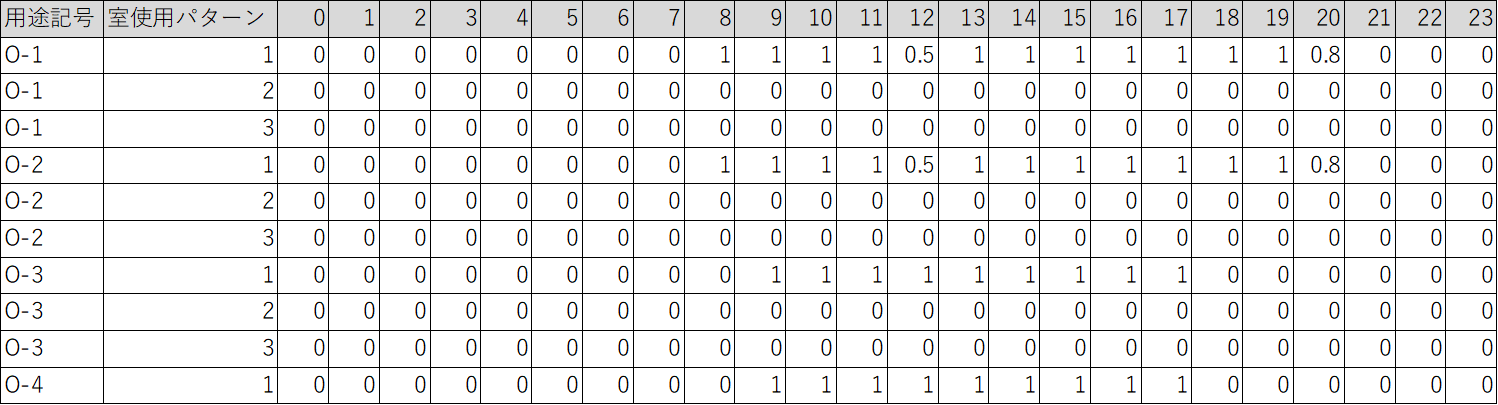 用途記号 室使用パターン 0 1 2 3 4 5 6 7 8 9 10 11 12 13 14 15 16 17 18 19 20 21 22 23
O-1 1 0 0 0 0 0 0 0 0 1 1 1 1 0.5 1 1 1 1 1 1 1 0.8 0 0 0
O-1 2 0 0 0 0 0 0 0 0 0 0 0 0 0 0 0 0 0 0 0 0 0 0 0 0
O-1 3 0 0 0 0 0 0 0 0 0 0 0 0 0 0 0 0 0 0 0 0 0 0 0 0
O-2 1 0 0 0 0 0 0 0 0 1 1 1 1 0.5 1 1 1 1 1 1 1 0.8 0 0 0
O-2 2 0 0 0 0 0 0 0 0 0 0 0 0 0 0 0 0 0 0 0 0 0 0 0 0
O-2 3 0 0 0 0 0 0 0 0 0 0 0 0 0 0 0 0 0 0 0 0 0 0 0 0
O-3 1 0 0 0 0 0 0 0 0 0 1 1 1 1 1 1 1 1 1 0 0 0 0 0 0
O-3 2 0 0 0 0 0 0 0 0 0 0 0 0 0 0 0 0 0 0 0 0 0 0 0 0
O-3 3 0 0 0 0 0 0 0 0 0 0 0 0 0 0 0 0 0 0 0 0 0 0 0 0
O-4 1 0 0 0 0 0 0 0 0 0 1 1 1 1 1 1 1 1 1 0 0 0 0 0 0